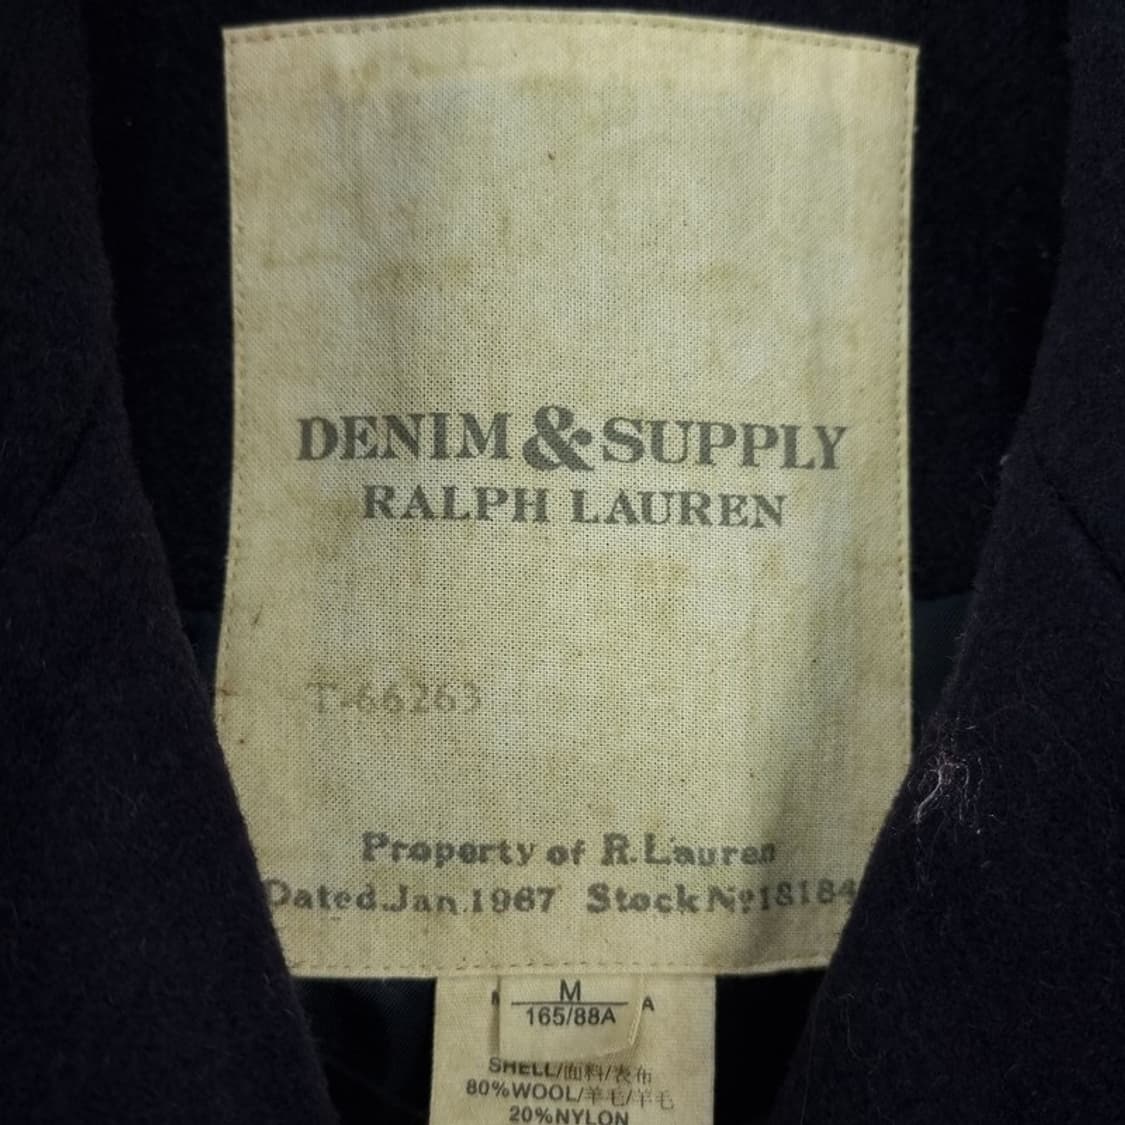 DENIM & SUPPLY
RALPH LAUREN
T-66263
Property of R. Lauren
Dated Jan. 1967 Stock Nº 18184
M
165/88A
A
SHELL/面料/表布
80%WOOL/羊毛/羊毛
20%NYLON